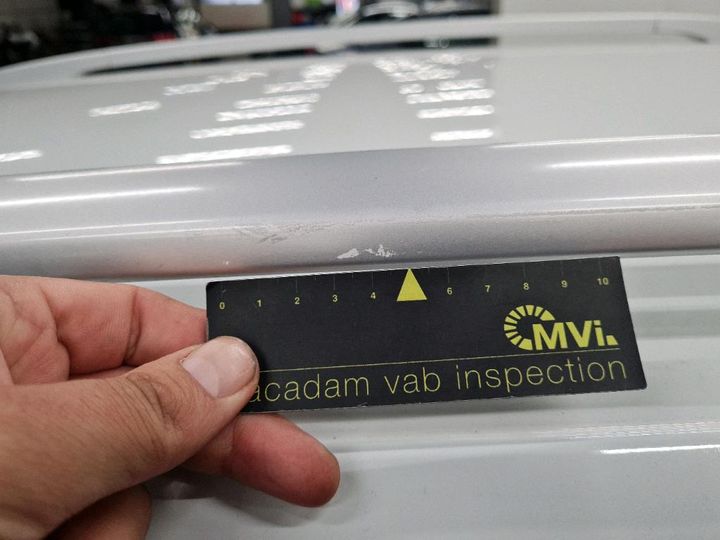 0 1 2 3 4 6 7 8 9 10
MVi.
acadam vab inspection